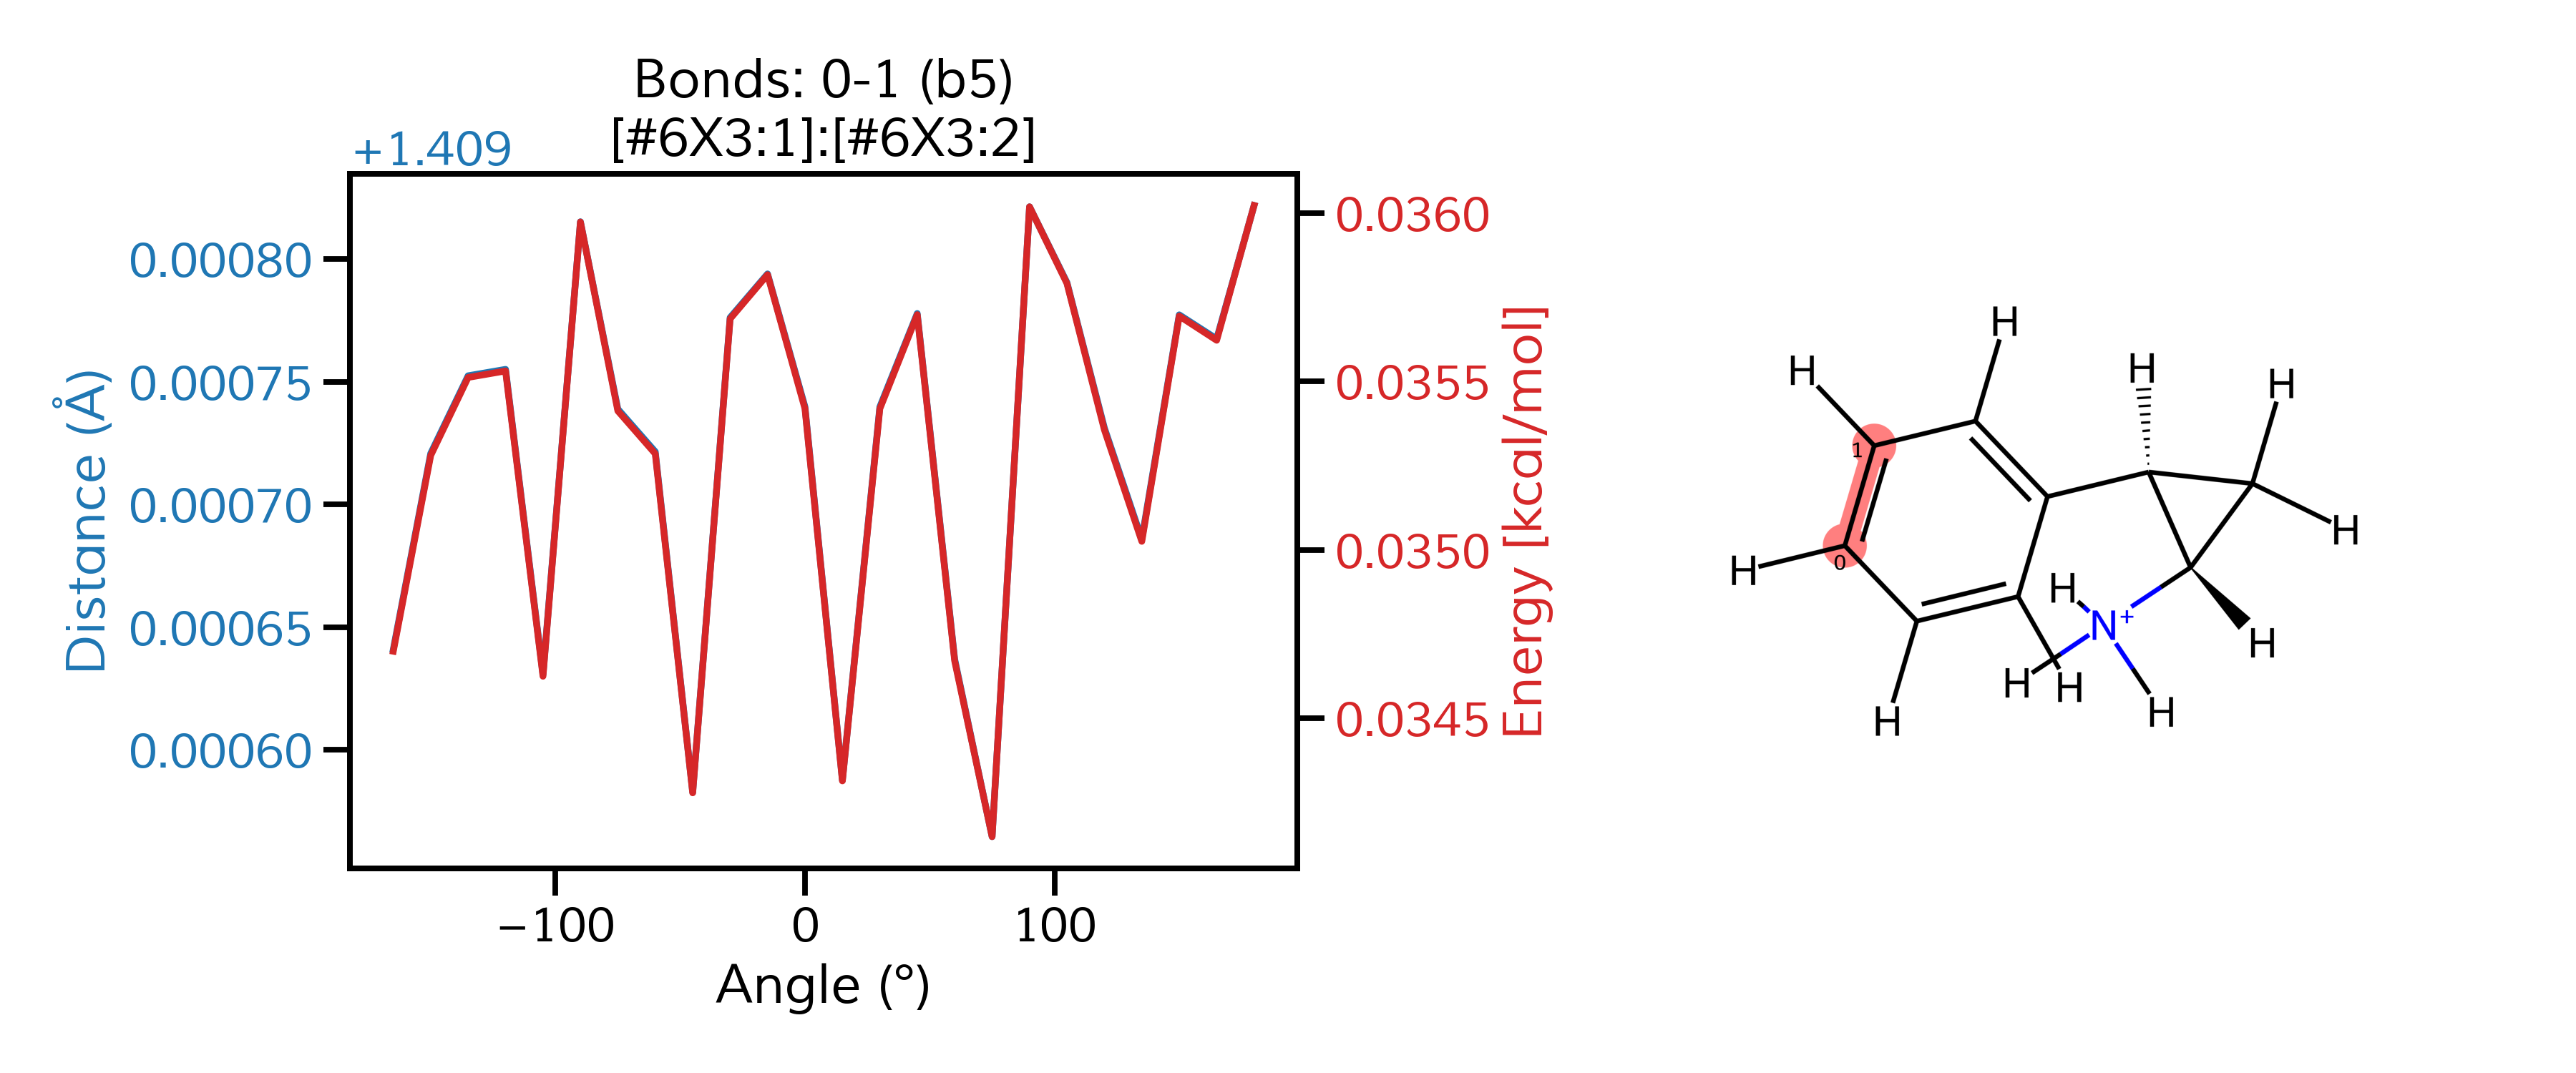 Bonds: 0-1 (b5)
[#6X3:1]:[#6X3:2]
+1.409
0.00080
0.00075
0.00070
0.00065
0.00060
Distance (Å)
−100
0
100
Angle (°)
0.0360
0.0355
0.0350
0.0345
Energy [kcal/mol]
H
H
H
H
1
H
H
0
H
N+
H
H
H
H
H